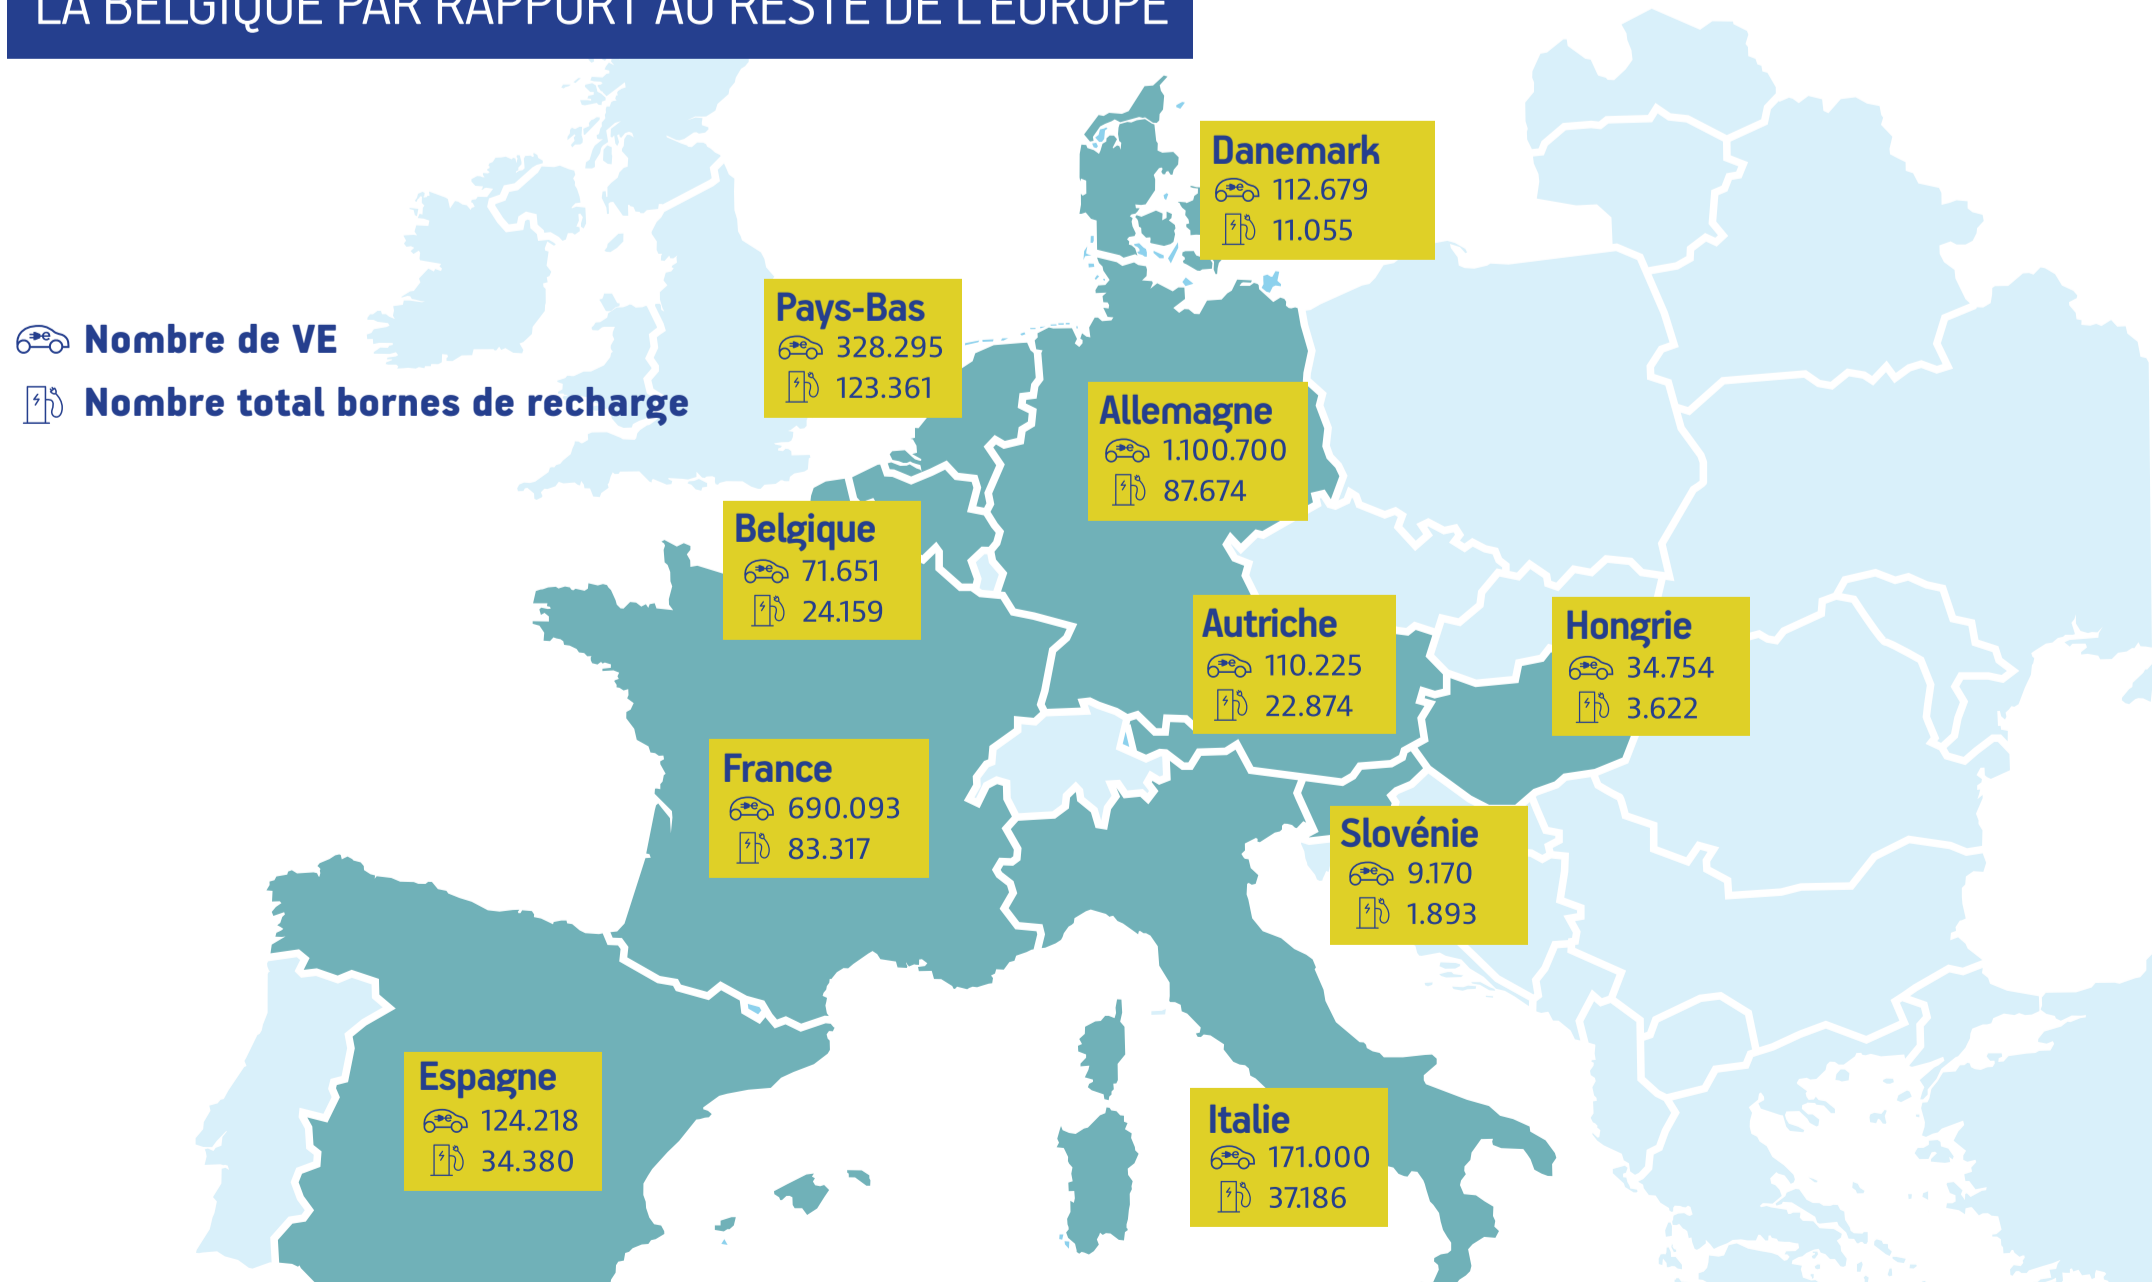 LA BELGIQUE PAR RAPPORT AU RESTE DE L'EUROPE
Danemark
112.679
11.055
Pays-Bas
328.295
123.361
Nombre de VE
Nombre total bornes de recharge
Allemagne
1.100.700
87.674
Belgique
71.651
24.159
Autriche
110.225
22.874
Hongrie
34.754
3.622
France
690.093
83.317
Slovénie
9.170
1.893
Espagne
124.218
34.380
Italie
171.000
37.186